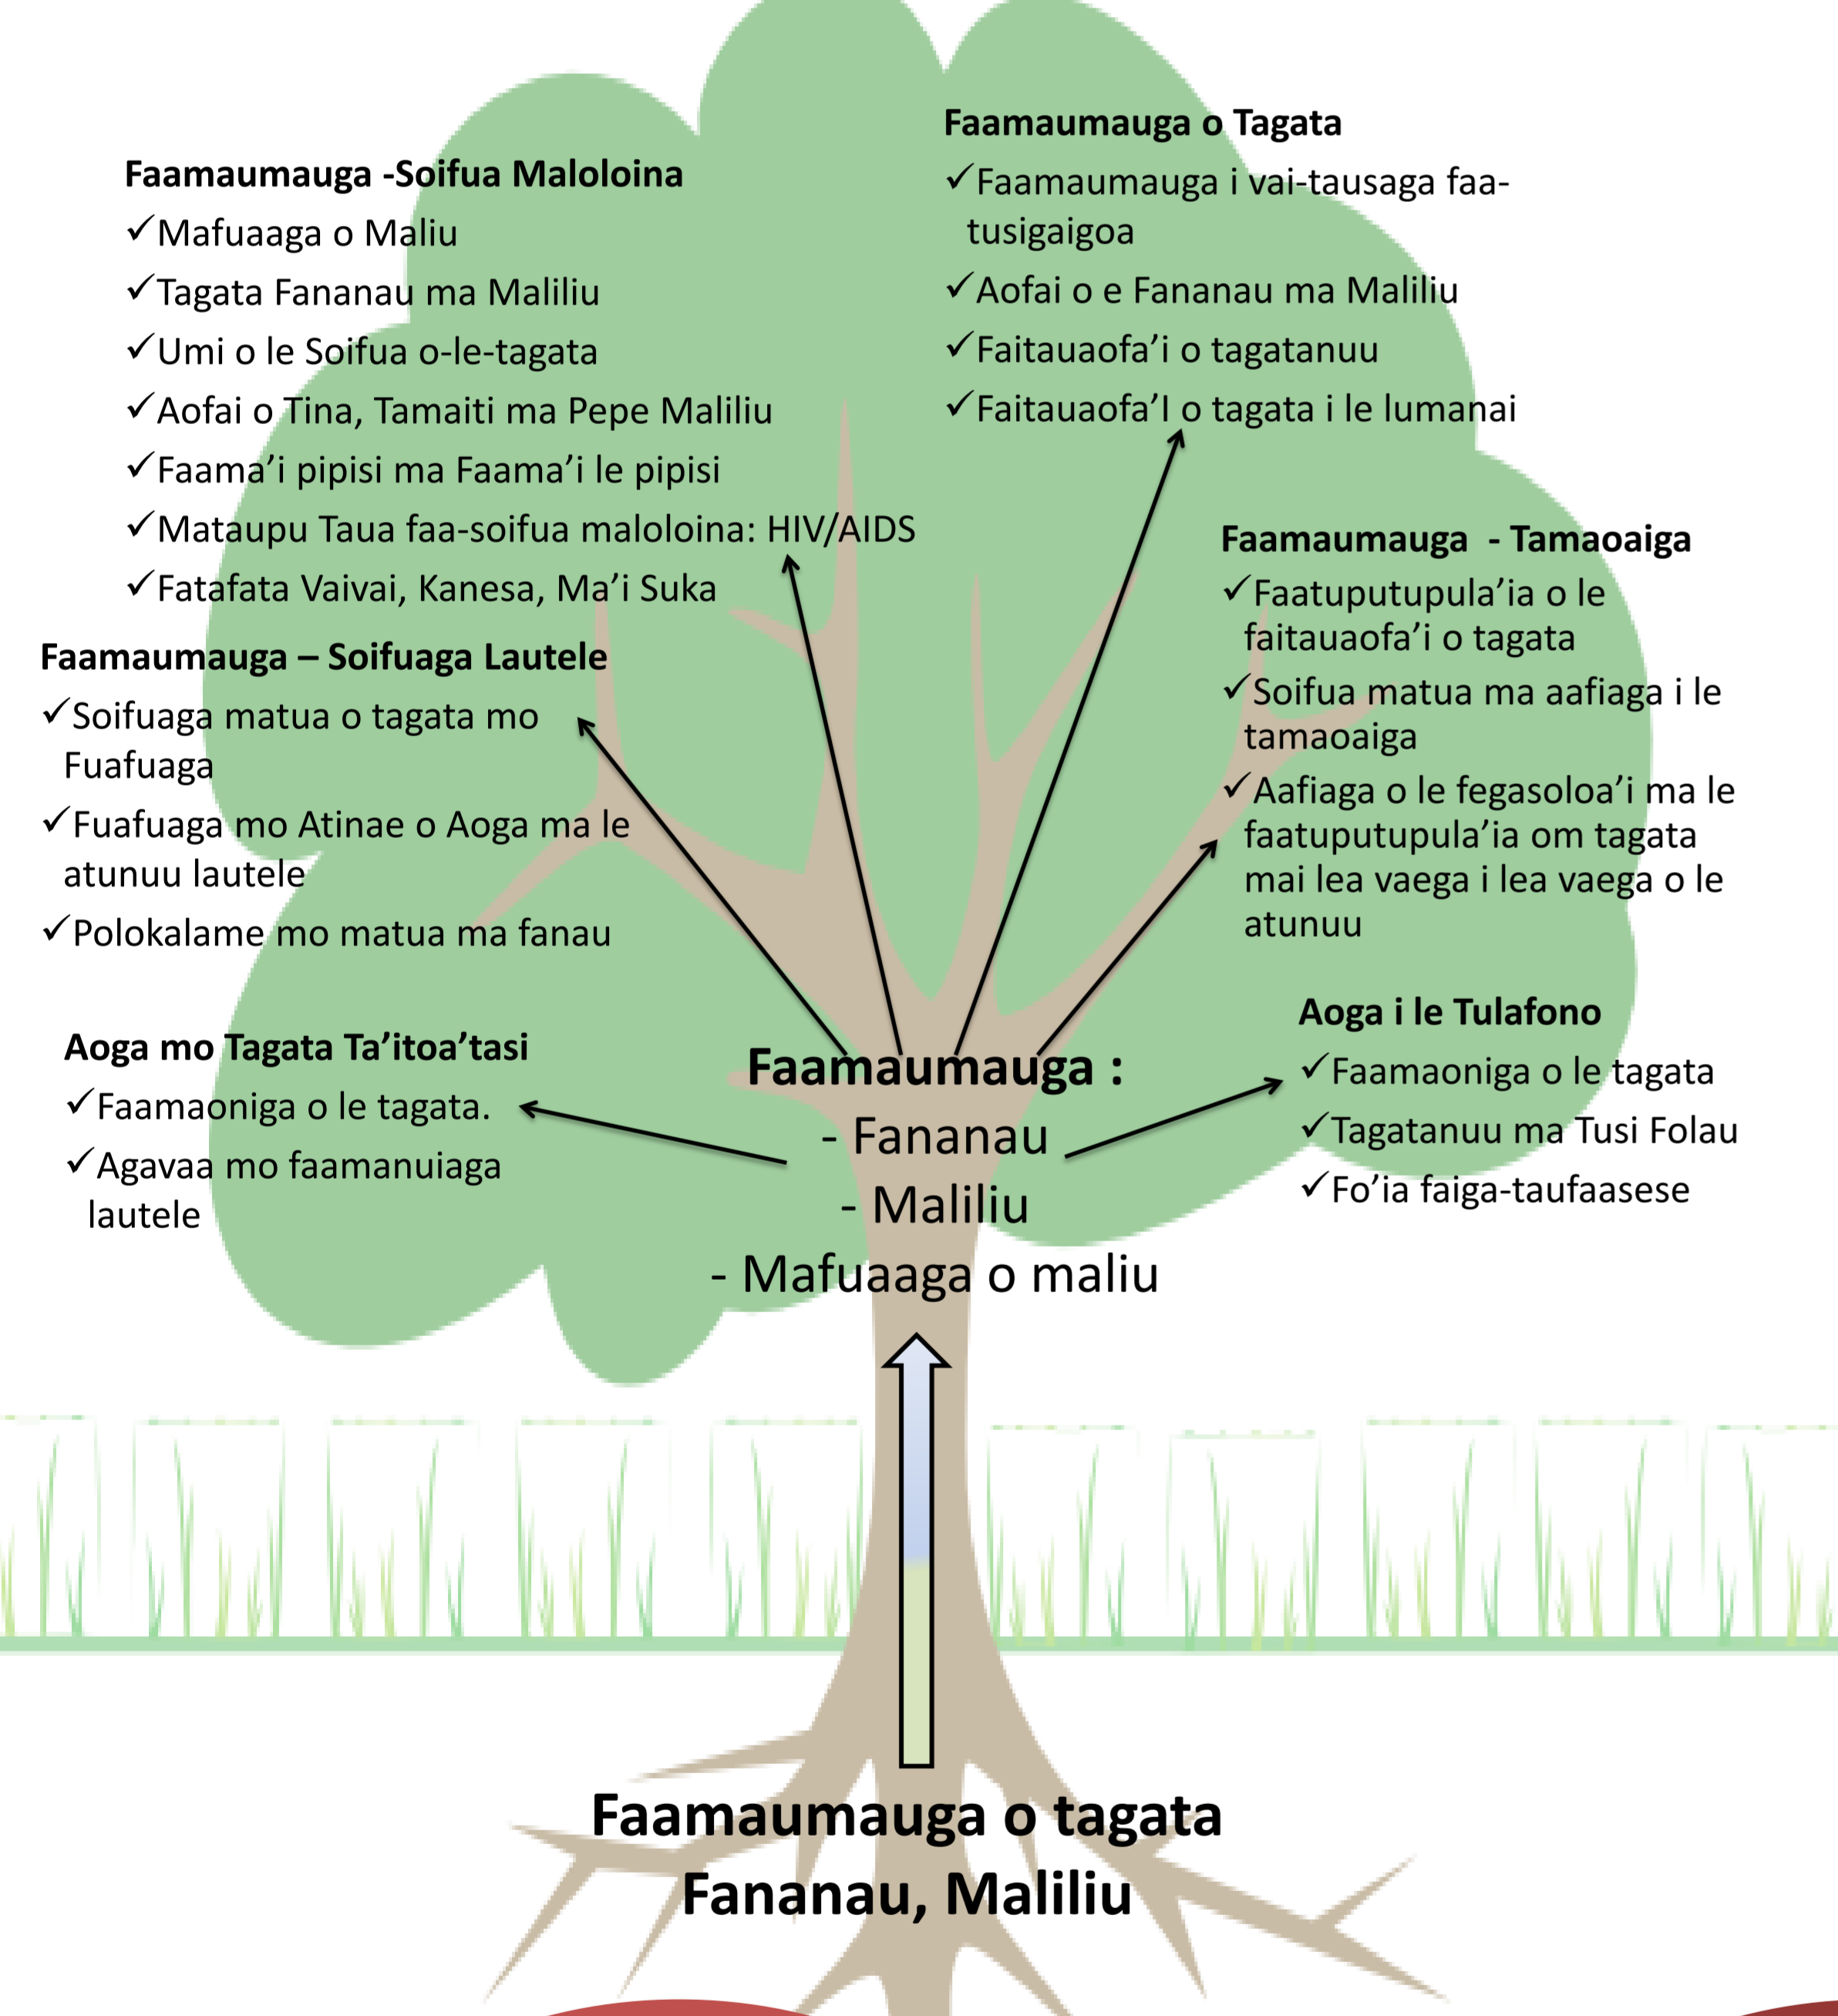 Faamaumauga -Soifua Maloloina
✓Mafuaaga o Maliu
✓Tagata Fananau ma Maliliu
✓Umi o le Soifua o-le-tagata
✓Aofai o Tina, Tamaiti ma Pepe Maliliu
✓Faama’i pipisi ma Faama’i le pipisi
✓Mataupu Taua faa-soifua maloloina: HIV/AIDS
✓Fatafata Vaivai, Kanesa, Ma’i Suka
Faamaumauga – Soifuaga Lautele
✓Soifuaga matua o tagata mo
Fuafuaga
✓Fuafuaga mo Atinae o Aoga ma le
atunuu lautele
✓Polokalame mo matua ma fanau
Aoga mo Tagata Ta’itoa’tasi
✓Faamaoniga o le tagata.
✓Agavaa mo faamanuiaga
lautele
Faamaumauga o Tagata
✓Faamaumauga i vai-tausaga faa-
tusigaigoa
✓Aofai o e Fananau ma Maliliu
✓Faitauaofa’i o tagatanuu
✓Faitauaofa’I o tagata i le lumanai
Faamaumauga - Tamaoaiga
✓Faatuputupula’ia o le
faitauaofa’i o tagata
✓Soifua matua ma aafiaga i le
tamaoaiga
✓Aafiaga o le fegasoloa’i ma le
faatuputupula’ia om tagata
mai lea vaega i lea vaega o le
atunuu
Aoga i le Tulafono
✓Faamaoniga o le tagata
✓Tagatanuu ma Tusi Folau
✓Fo’ia faiga-taufaasese
Faamaumauga :
- Fananau
- Maliliu
- Mafuaaga o maliu
Faamaumauga o tagata
Fananau, Maliliu